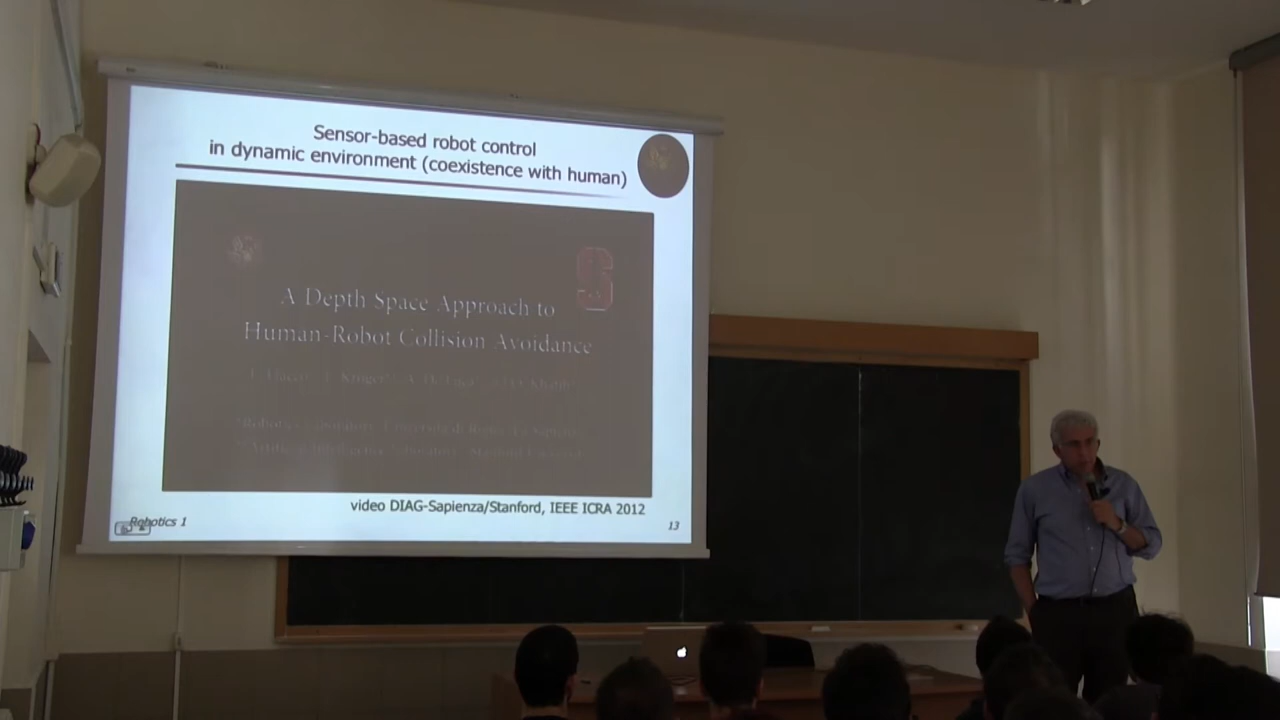 Sensor-based robot control
in dynamic environment (coexistence with human)
S
A Depth Space Approach to
Human-Robot Collision Avoidance
video DIAG-Sapienza/Stanford, IEEE ICRA 2012
Robotics 1
13